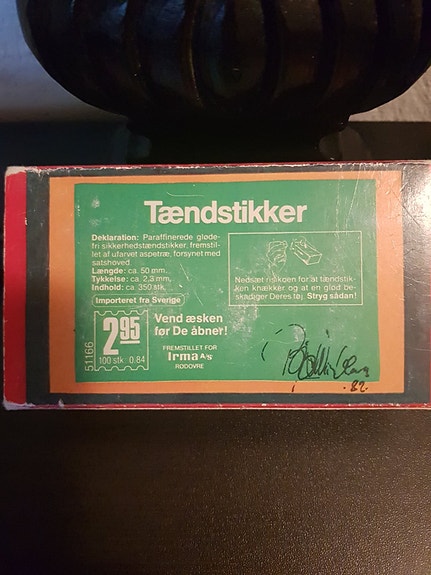 Tændstikker
Deklaration: Paraffinerede gløde-
fri sikkerhedstændstikker, fremstil-
let af ufarvet aspetræ, forsynet med
satshoved.
Længde: ca. 50 mm.
Tykkelse: ca. 2,3 mm.
Indhold: ca. 350 stk.
Importeret fra Sverige
Nedsæt risikoen for at tændstik-
ken knækker og at en glød be-
skadiger Deres tøj. Stryg sådan!
51166
2 95
100 stk. 0.84
Vend æsken
før De åbner!
FREMSTILLET FOR
Irma A/S
RØDOVRE
. 82.